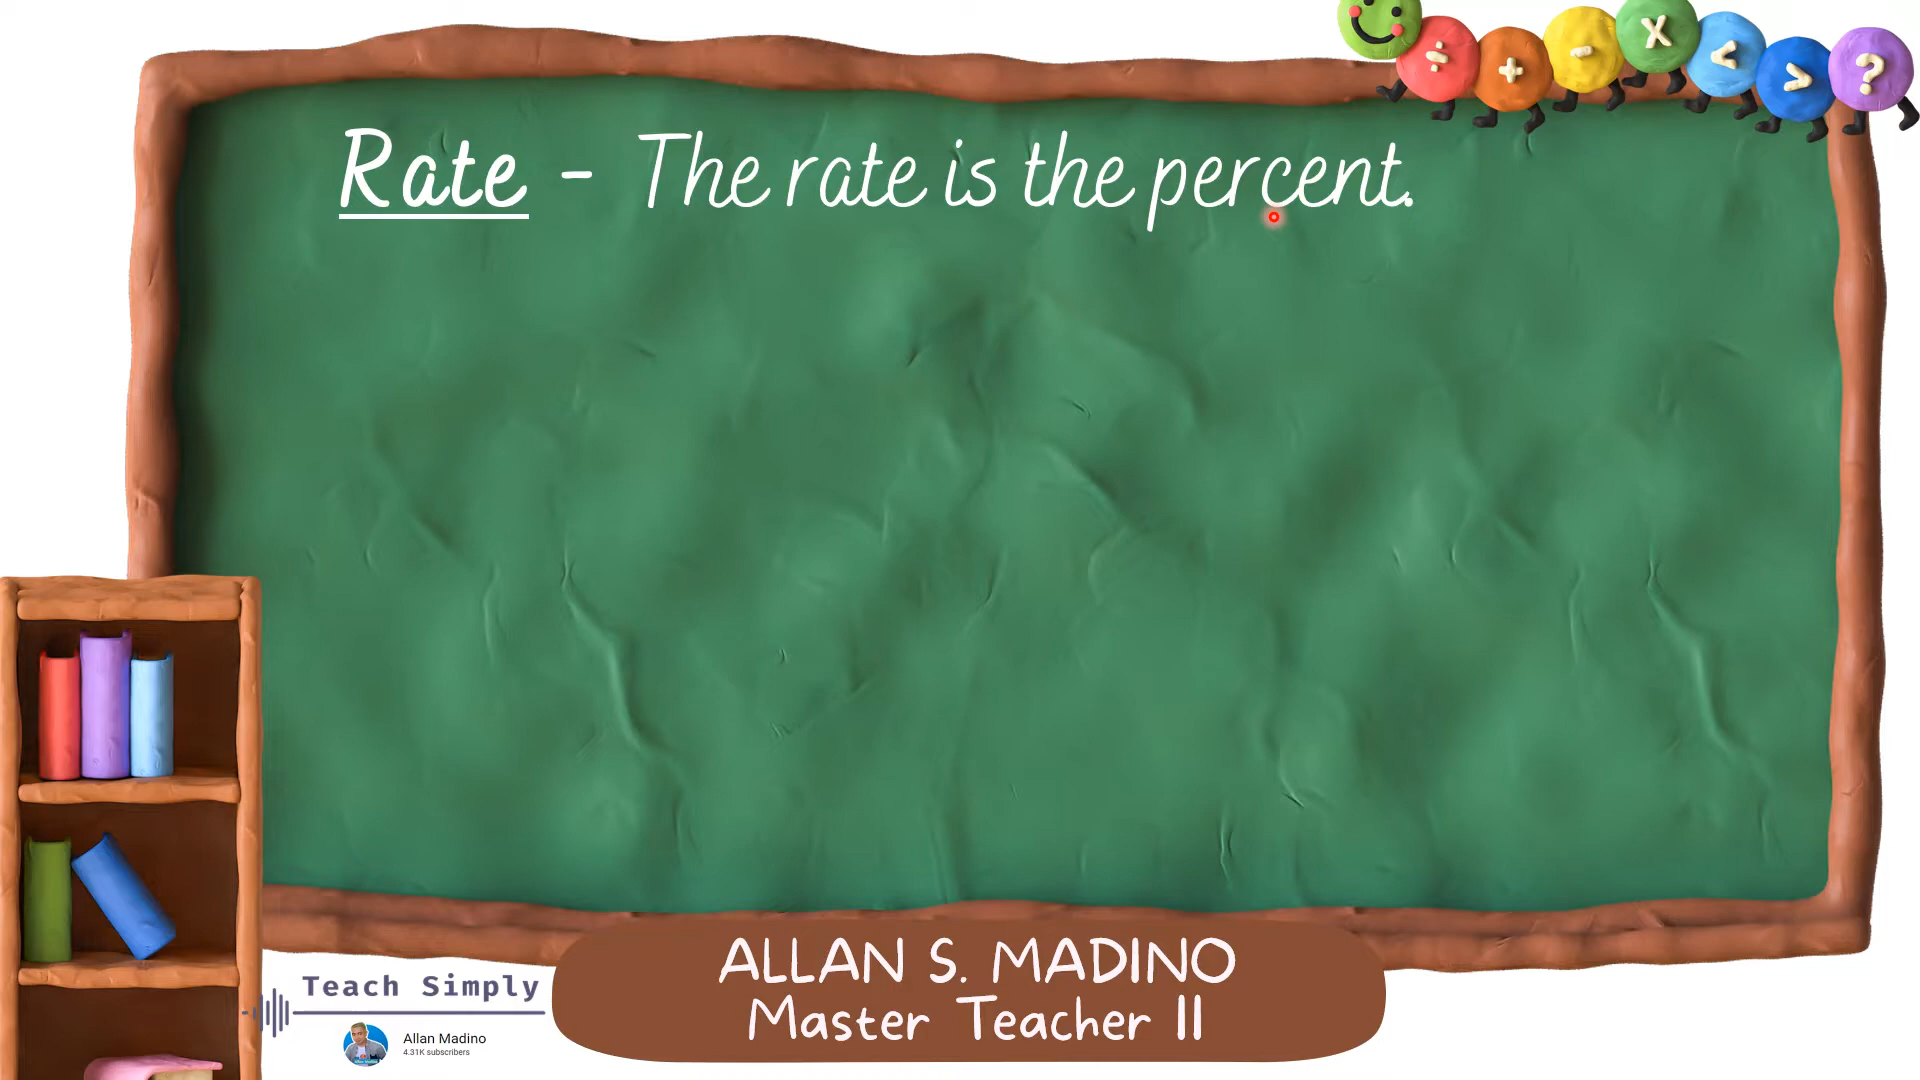 ÷ + - x < > ?
Rate - The rate is the percent.
ALLAN S. MADINO
Master Teacher II
Teach Simply
Allan Madino
4.31K subscribers